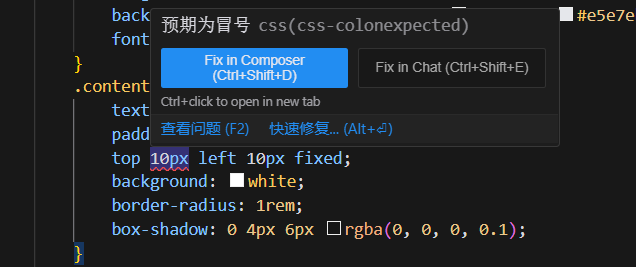 back
#e5e7e
font
}
.content
text
padd
预期为冒号 css(css-colonexpected)
Fix in Composer
(Ctrl+Shift+D)
Fix in Chat (Ctrl+Shift+E)
Ctrl+click to open in new tab
查看问题 (F2) 快速修复... (Alt+⏎)
top 10px left 10px fixed;
background: white;
border-radius: 1rem;
box-shadow: 0 4px 6px rgba(0, 0, 0, 0.1);
}